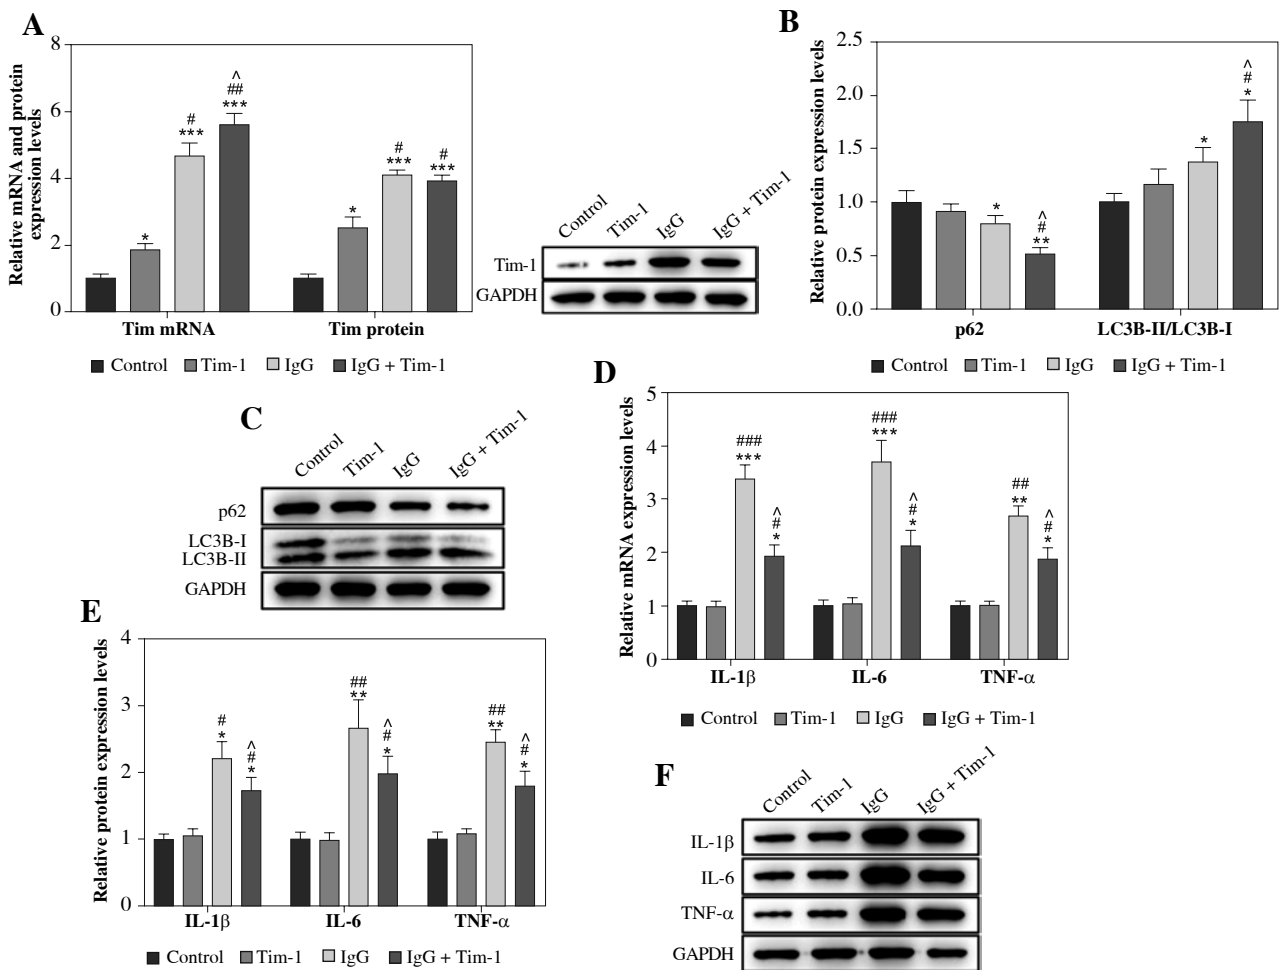 A
Relative mRNA and protein
expression levels
8
6
4
2
0
*
#
***
^
##
***
*
#
***
#
***
Tim mRNA
Tim protein
Control
Tim-1
IgG
IgG + Tim-1
Control
Tim-1
IgG
IgG + Tim-1
Tim-1
GAPDH
B
Relative protein expression levels
2.5
2.0
1.5
1.0
0.5
0.0
*
^
#
**
*
^
#
*
p62
LC3B-II/LC3B-I
Control
Tim-1
IgG
IgG + Tim-1
C
Control
Tim-1
IgG
IgG + Tim-1
p62
LC3B-I
LC3B-II
GAPDH
D
Relative mRNA expression levels
5
4
3
2
1
0
###
***
^
#
*
###
***
^
#
*
##
**
^
#
*
IL-1β
IL-6
TNF-α
Control
Tim-1
IgG
IgG + Tim-1
E
Relative protein expression levels
4
3
2
1
0
#
*
^
#
*
##
**
^
#
*
##
**
^
#
*
IL-1β
IL-6
TNF-α
Control
Tim-1
IgG
IgG + Tim-1
F
Control
Tim-1
IgG
IgG + Tim-1
IL-1β
IL-6
TNF-α
GAPDH